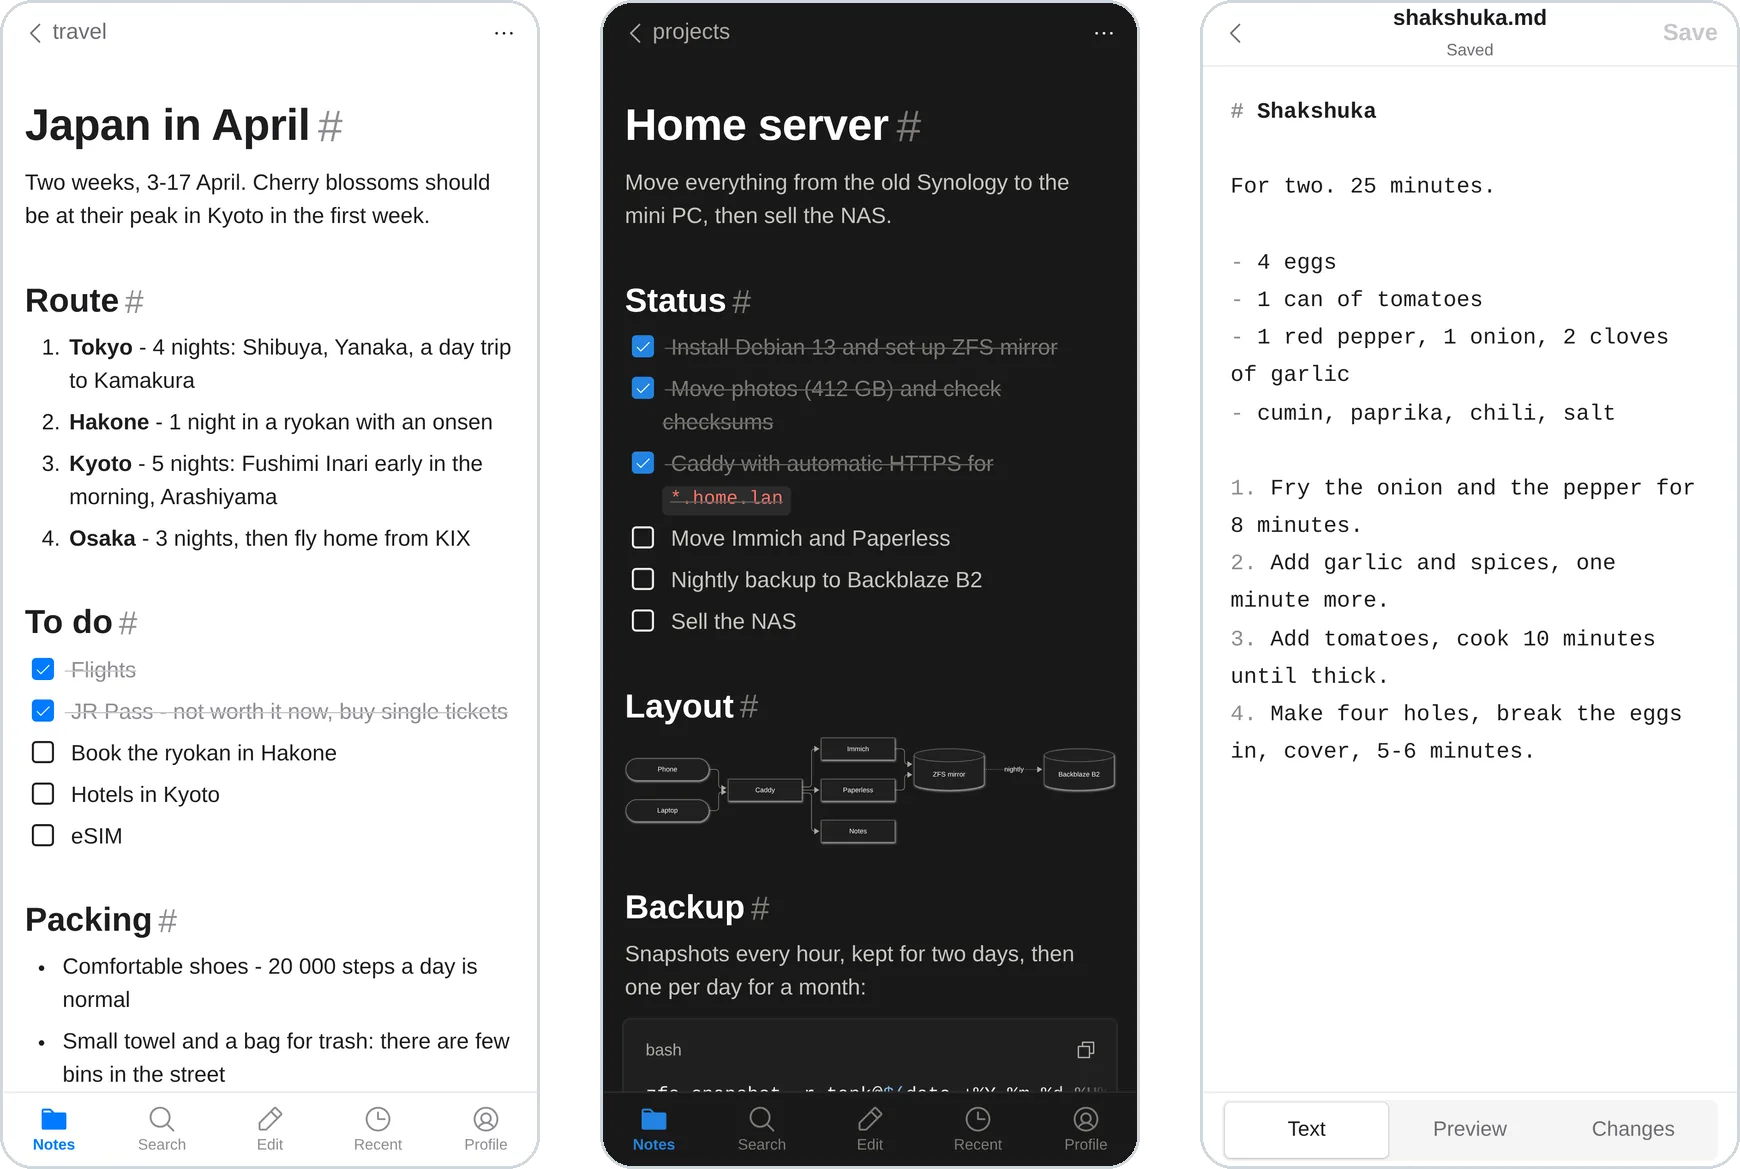 travel
...
Japan in April #
Two weeks, 3-17 April. Cherry blossoms should
be at their peak in Kyoto in the first week.
Route #
1. Tokyo - 4 nights: Shibuya, Yanaka, a day trip
to Kamakura
2. Hakone - 1 night in a ryokan with an onsen
3. Kyoto - 5 nights: Fushimi Inari early in the
morning, Arashiyama
4. Osaka - 3 nights, then fly home from KIX
To do #
Flights
JR Pass - not worth it now, buy single tickets
Book the ryokan in Hakone
Hotels in Kyoto
eSIM
Packing #
• Comfortable shoes - 20 000 steps a day is
normal
• Small towel and a bag for trash: there are few
bins in the street
Notes Search Edit Recent Profile
projects
...
Home server #
Move everything from the old Synology to the
mini PC, then sell the NAS.
Status #
Install Debian 13 and set up ZFS mirror
Move photos (412 GB) and check
checksums
Caddy with automatic HTTPS for
*.home.lan
Move Immich and Paperless
Nightly backup to Backblaze B2
Sell the NAS
Layout #
Phone
Laptop
Caddy
Immich
Paperless
Notes
ZFS mirror
nightly
Backblaze B2
Backup #
Snapshots every hour, kept for two days, then
one per day for a month:
bash
Notes Search Edit Recent Profile
shakshuka.md
Saved
Save
# Shakshuka
For two. 25 minutes.
- 4 eggs
- 1 can of tomatoes
- 1 red pepper, 1 onion, 2 cloves
of garlic
- cumin, paprika, chili, salt
1. Fry the onion and the pepper for
8 minutes.
2. Add garlic and spices, one
minute more.
3. Add tomatoes, cook 10 minutes
until thick.
4. Make four holes, break the eggs
in, cover, 5-6 minutes.
Text Preview Changes